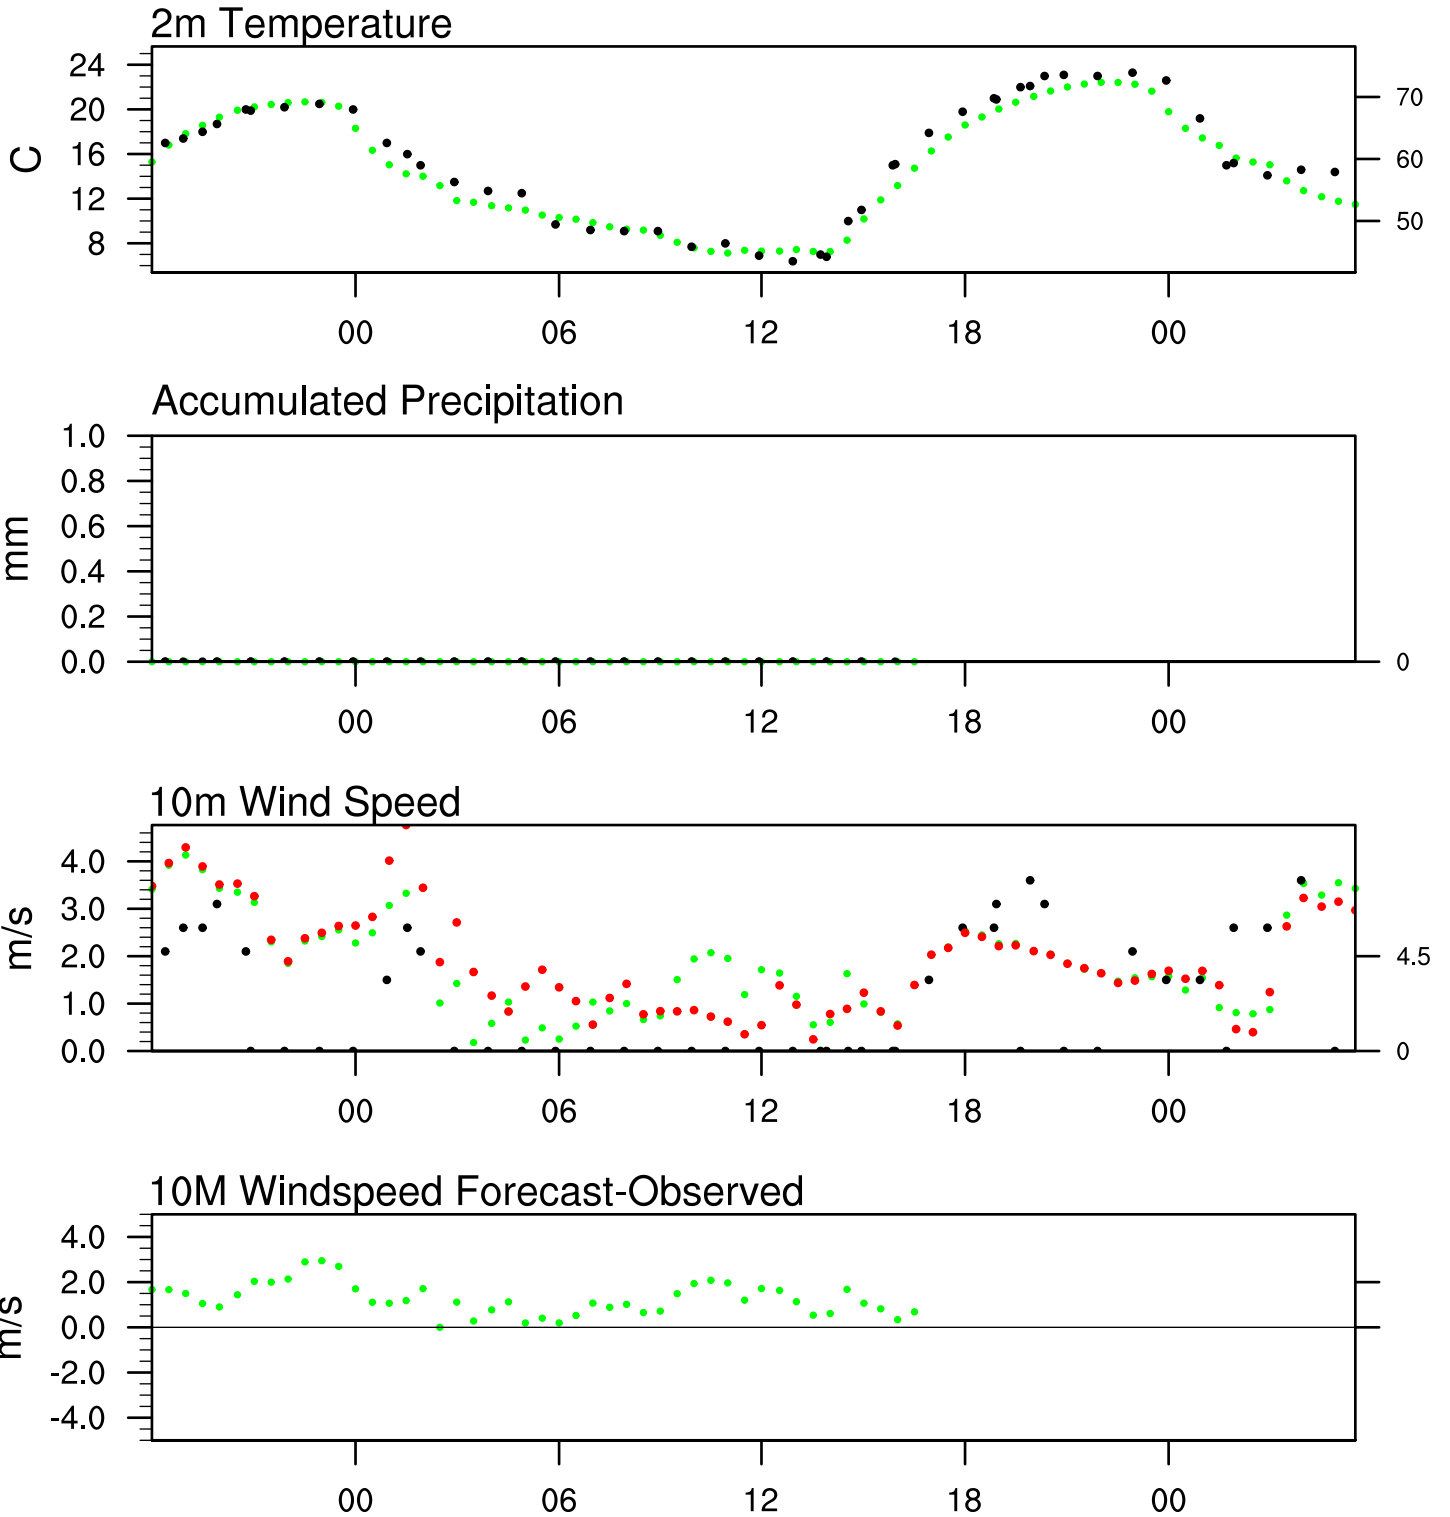 2m Temperature
24
20
16
12
8
C
70
60
50
00 06 12 18 00
Accumulated Precipitation
1.0
0.8
0.6
0.4
0.2
0.0
mm
0
00 06 12 18 00
10m Wind Speed
4.0
3.0
2.0
1.0
0.0
m/s
4.5
0
00 06 12 18 00
10M Windspeed Forecast-Observed
4.0
2.0
0.0
-2.0
-4.0
m/s
00 06 12 18 00